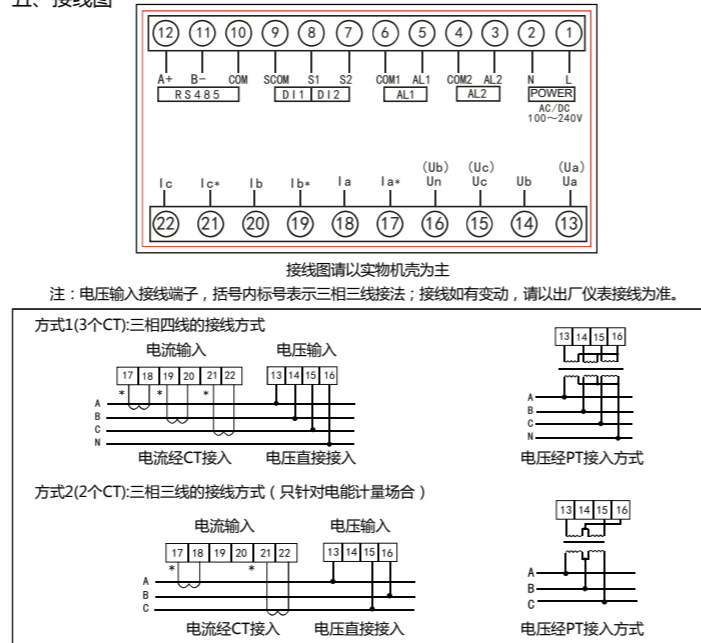 五、接线图
12 11 10 9 8 7 6 5 4 3 2 1
A+ B- COM SCOM S1 S2 COM1 AL1 COM2 AL2 N L
RS485 DI1 DI2 AL1 AL2 POWER
AC/DC
100～240V
(Ub) (Uc) (Ua)
Ic Ic* Ib Ib* Ia Ia* Un Uc Ub Ua
22 21 20 19 18 17 16 15 14 13
接线图请以实物机壳为主
注：电压输入接线端子，括号内标号表示三相三线接法；接线如有变动，请以出厂仪表接线为准。
方式1(3个CT):三相四线的接线方式
电流输入 电压输入
17 18 19 20 21 22 13 14 15 16
* * *
A
B
C
N
电流经CT接入 电压直接接入
13 14 15 16
A
B
C
N
电压经PT接入方式
方式2(2个CT):三相三线的接线方式（只针对电能计量场合）
电流输入 电压输入
17 18 19 20 21 22 13 14 15 16
* *
A
B
C
电流经CT接入 电压直接接入
13 14 15 16
A
B
C
电压经PT接入方式